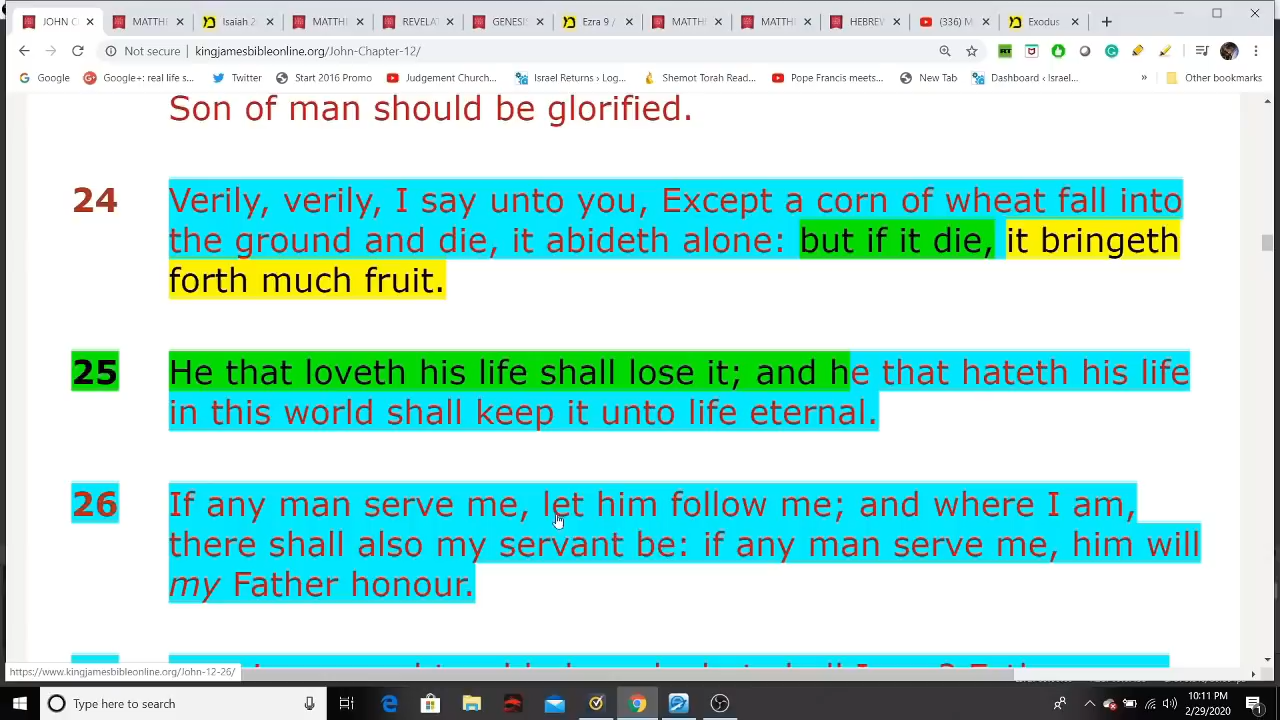 JOHN C
MATTH
Isaiah 2
MATTH
REVELA
GENESI
Ezra 9 /
MATTH
MATTH
HEBREW
(336) M
Exodus
Not secure | kingjamesbibleonline.org/John-Chapter-12/
Google
Google+: real life s...
Twitter
Start 2016 Promo
Judgement Church...
Israel Returns › Log...
Shemot Torah Read...
Pope Francis meets...
New Tab
Dashboard ‹ Israel...
»
Other bookmarks
Son of man should be glorified.
24 Verily, verily, I say unto you, Except a corn of wheat fall into
the ground and die, it abideth alone: but if it die, it bringeth
forth much fruit.
25 He that loveth his life shall lose it; and he that hateth his life
in this world shall keep it unto life eternal.
26 If any man serve me, let him follow me; and where I am,
there shall also my servant be: if any man serve me, him will
my Father honour.
https://www.kingjamesbibleonline.org/John-12-26/
Type here to search
10:11 PM
2/29/2020